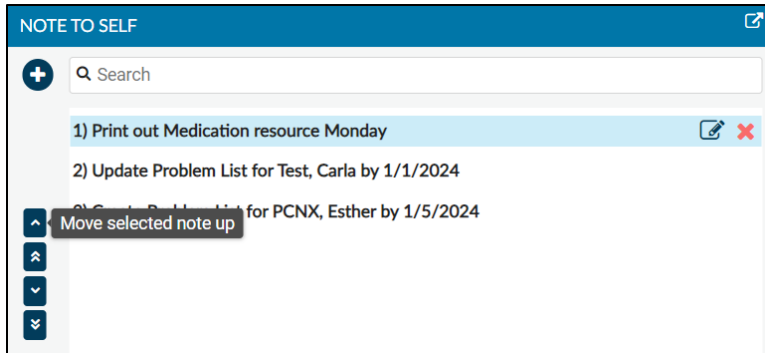 NOTE TO SELF
Search
1) Print out Medication resource Monday
2) Update Problem List for Test, Carla by 1/1/2024
for PCNX, Esther by 1/5/2024
Move selected note up